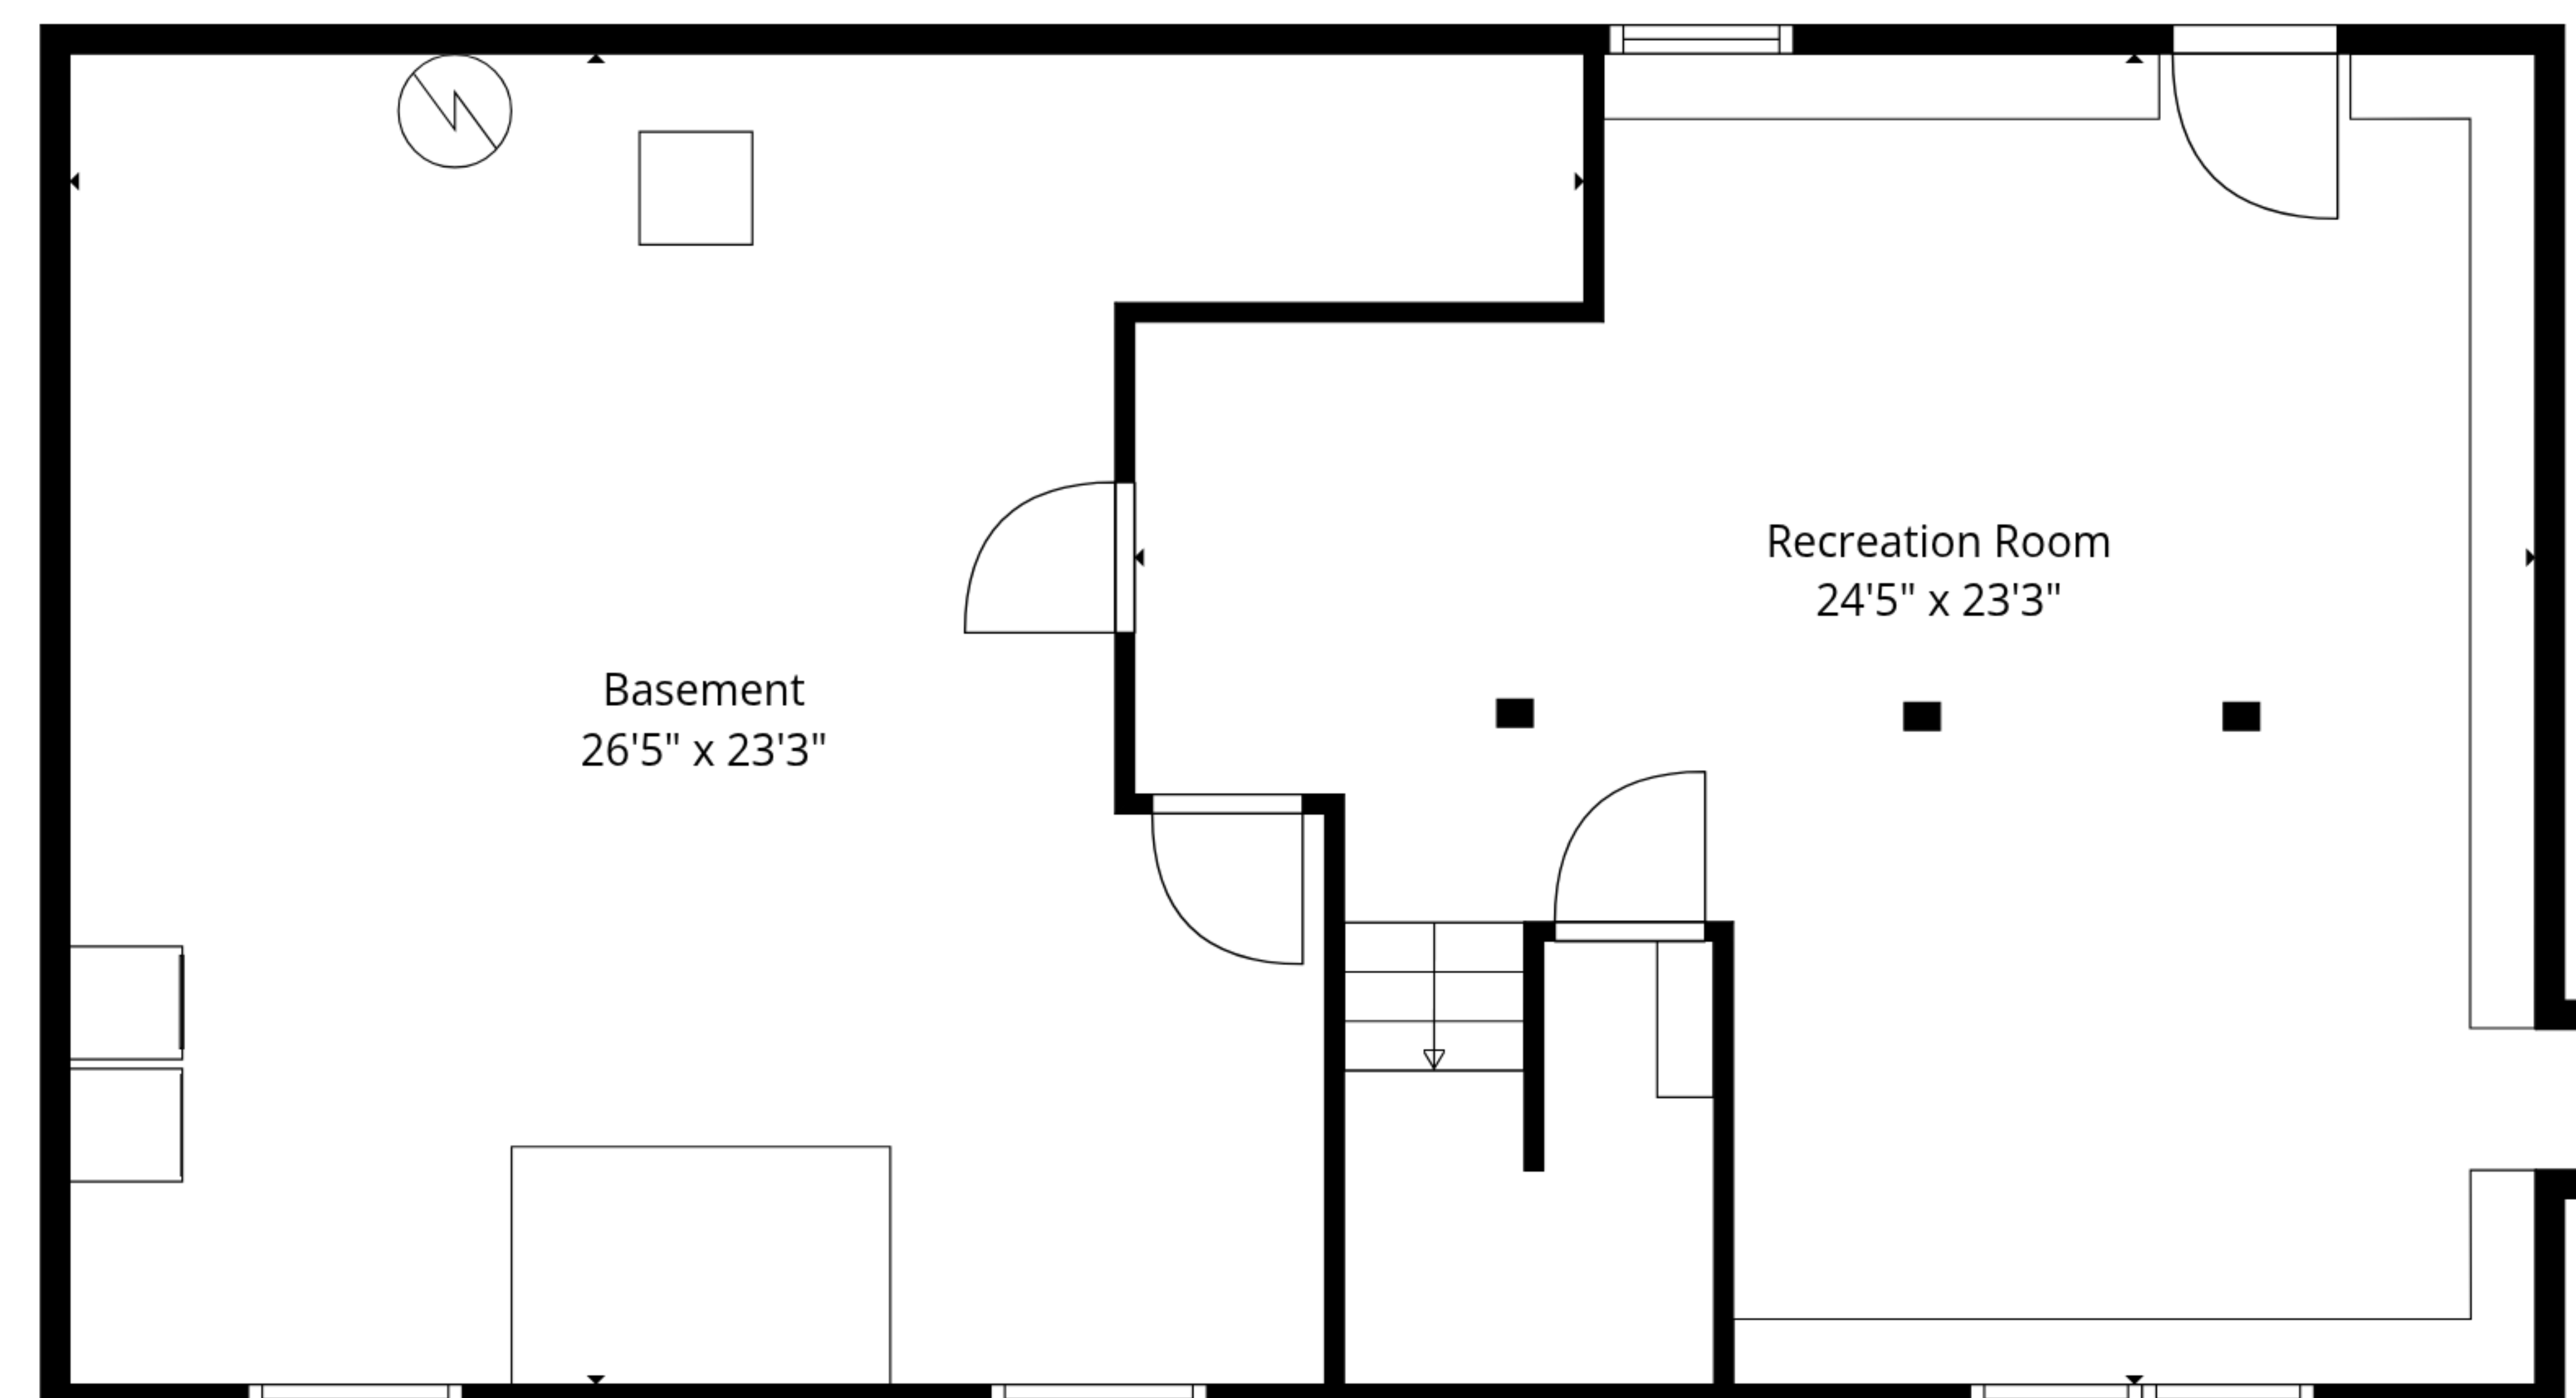 Recreation Room
24'5" x 23'3"
Basement
26'5" x 23'3"